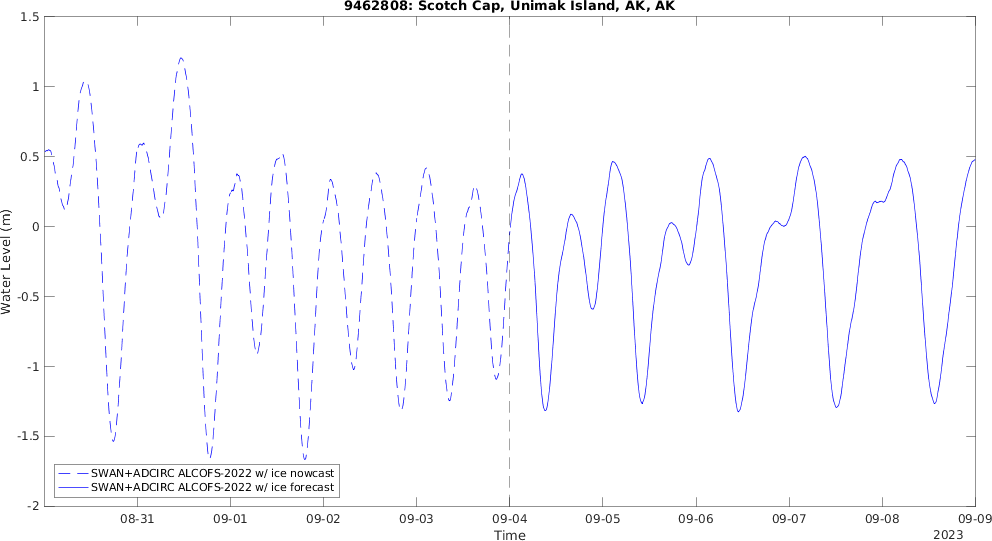 9462808: Scotch Cap, Unimak Island, AK, AK
1.5
1
0.5
0
-0.5
-1
-1.5
-2
Water Level (m)
SWAN+ADCIRC ALCOFS-2022 w/ ice nowcast
SWAN+ADCIRC ALCOFS-2022 w/ ice forecast
08-31 09-01 09-02 09-03 09-04 09-05 09-06 09-07 09-08 09-09
Time
2023